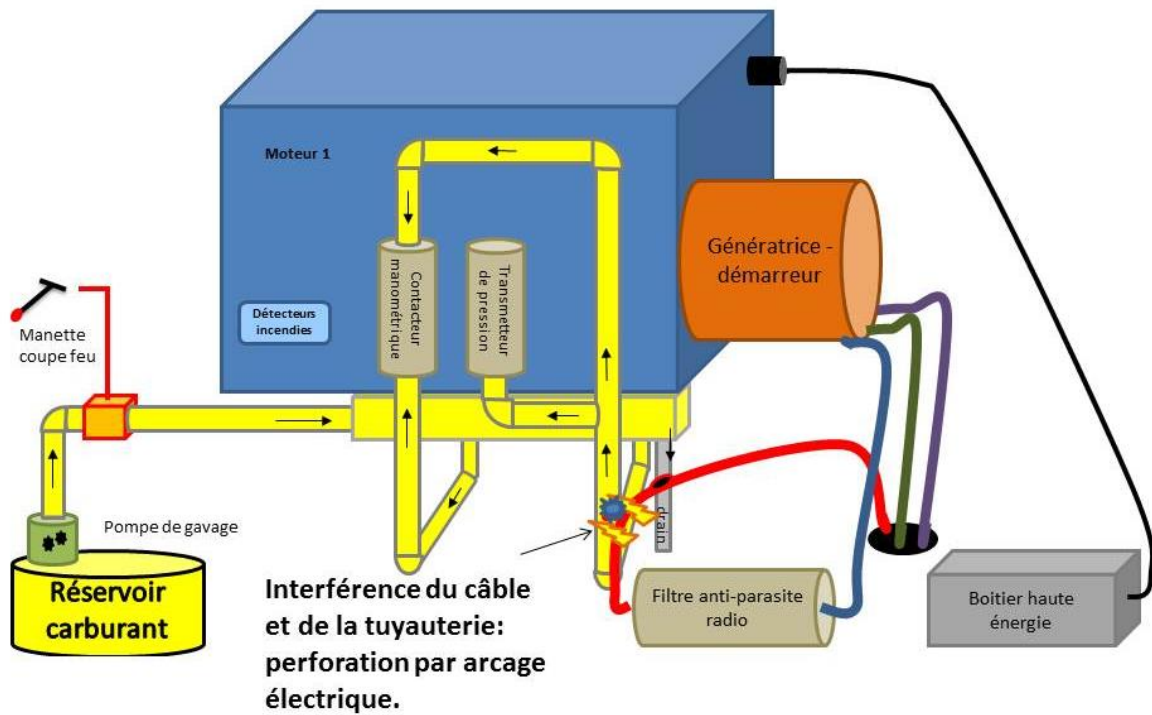 Moteur 1
Génératrice -
démarreur
Contacteur
manométrique
Transmetteur
de pression
Détecteurs
incendies
Manette
coupe feu
Pompe de gavage
Réservoir
carburant
drain
Interférence du câble
et de la tuyauterie:
perforation par arcage
électrique.
Filtre anti-parasite
radio
Boitier haute
énergie